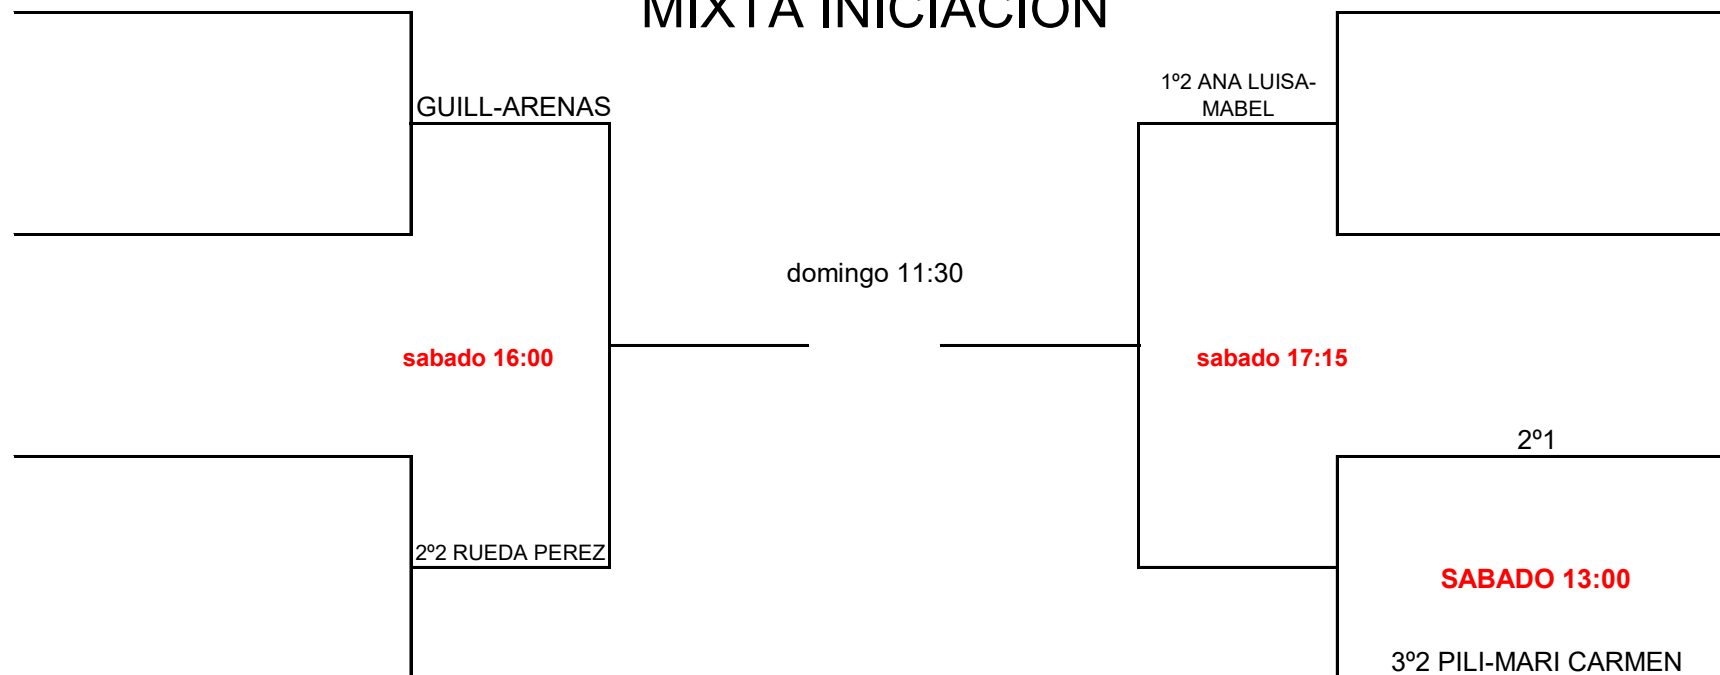 MIXTA INICIACION
1º2 ANA LUISA-
MABEL
GUILL-ARENAS
domingo 11:30
sabado 16:00
sabado 17:15
2º1
2º2 RUEDA PEREZ
SABADO 13:00
3º2 PILI-MARI CARMEN